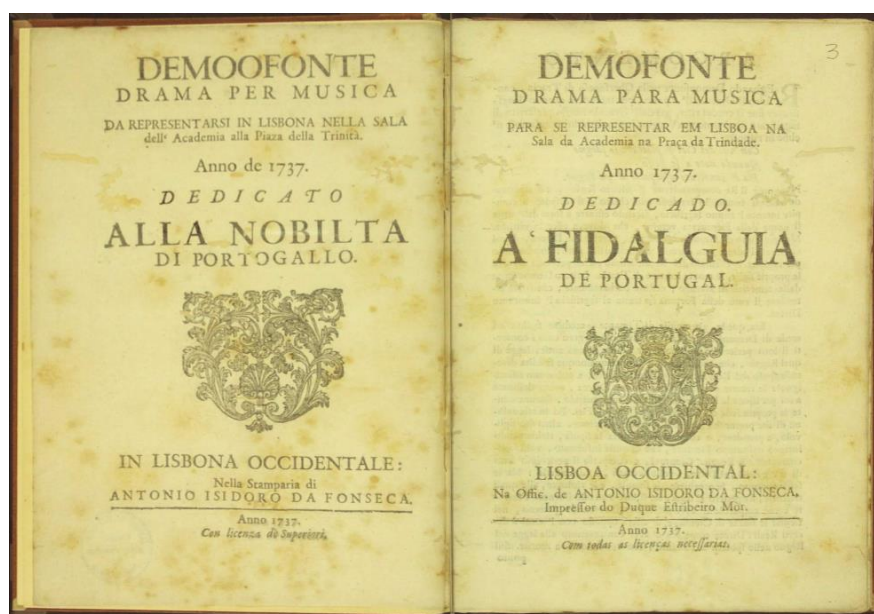 DEMOOFONTE
DRAMA PER MUSICA
DA REPRESENTARSI IN LISBONA NELLA SALA
dell' Academia alla Piaza della Trinità.
Anno de 1737.
DEDICATO
ALLA NOBILTA
DI PORTOGALLO.
IN LISBONA OCCIDENTALE:
Nella Stamparia di
ANTONIO ISIDORO DA FONSECA.
Anno 1737.
Con licenza de Superiori.
3
DEMOFONTE
DRAMA PARA MUSICA
PARA SE REPRESENTAR EM LISBOA NA
Sala da Academia na Praça da Trindade.
Anno 1737.
DEDICADO.
A' FIDALGUIA
DE PORTUGAL.
LISBOA OCCIDENTAL:
Na Offic. de ANTONIO ISIDORO DA FONSECA,
Impreſſor do Duque Eſtribeiro Mòr.
Anno 1737.
Com todas as licenças neceſſarias.